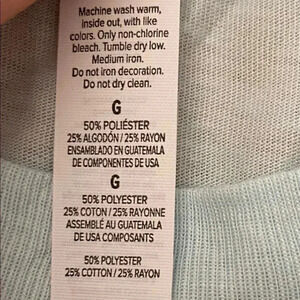 Machine wash warm,
inside out, with like
colors. Only non-chlorine
bleach. Tumble dry low.
Medium iron.
Do not iron decoration.
Do not dry clean.
G
50% POLIÉSTER
25% ALGODÓN / 25% RAYON
ENSAMBLADO EN GUATEMALA
DE COMPONENTES DE USA
G
50% POLYESTER
25% COTON / 25% RAYONNE
ASSEMBLÉ AU GUATEMALA
DE USA COMPOSANTS
50% POLYESTER
25% COTTON / 25% RAYON